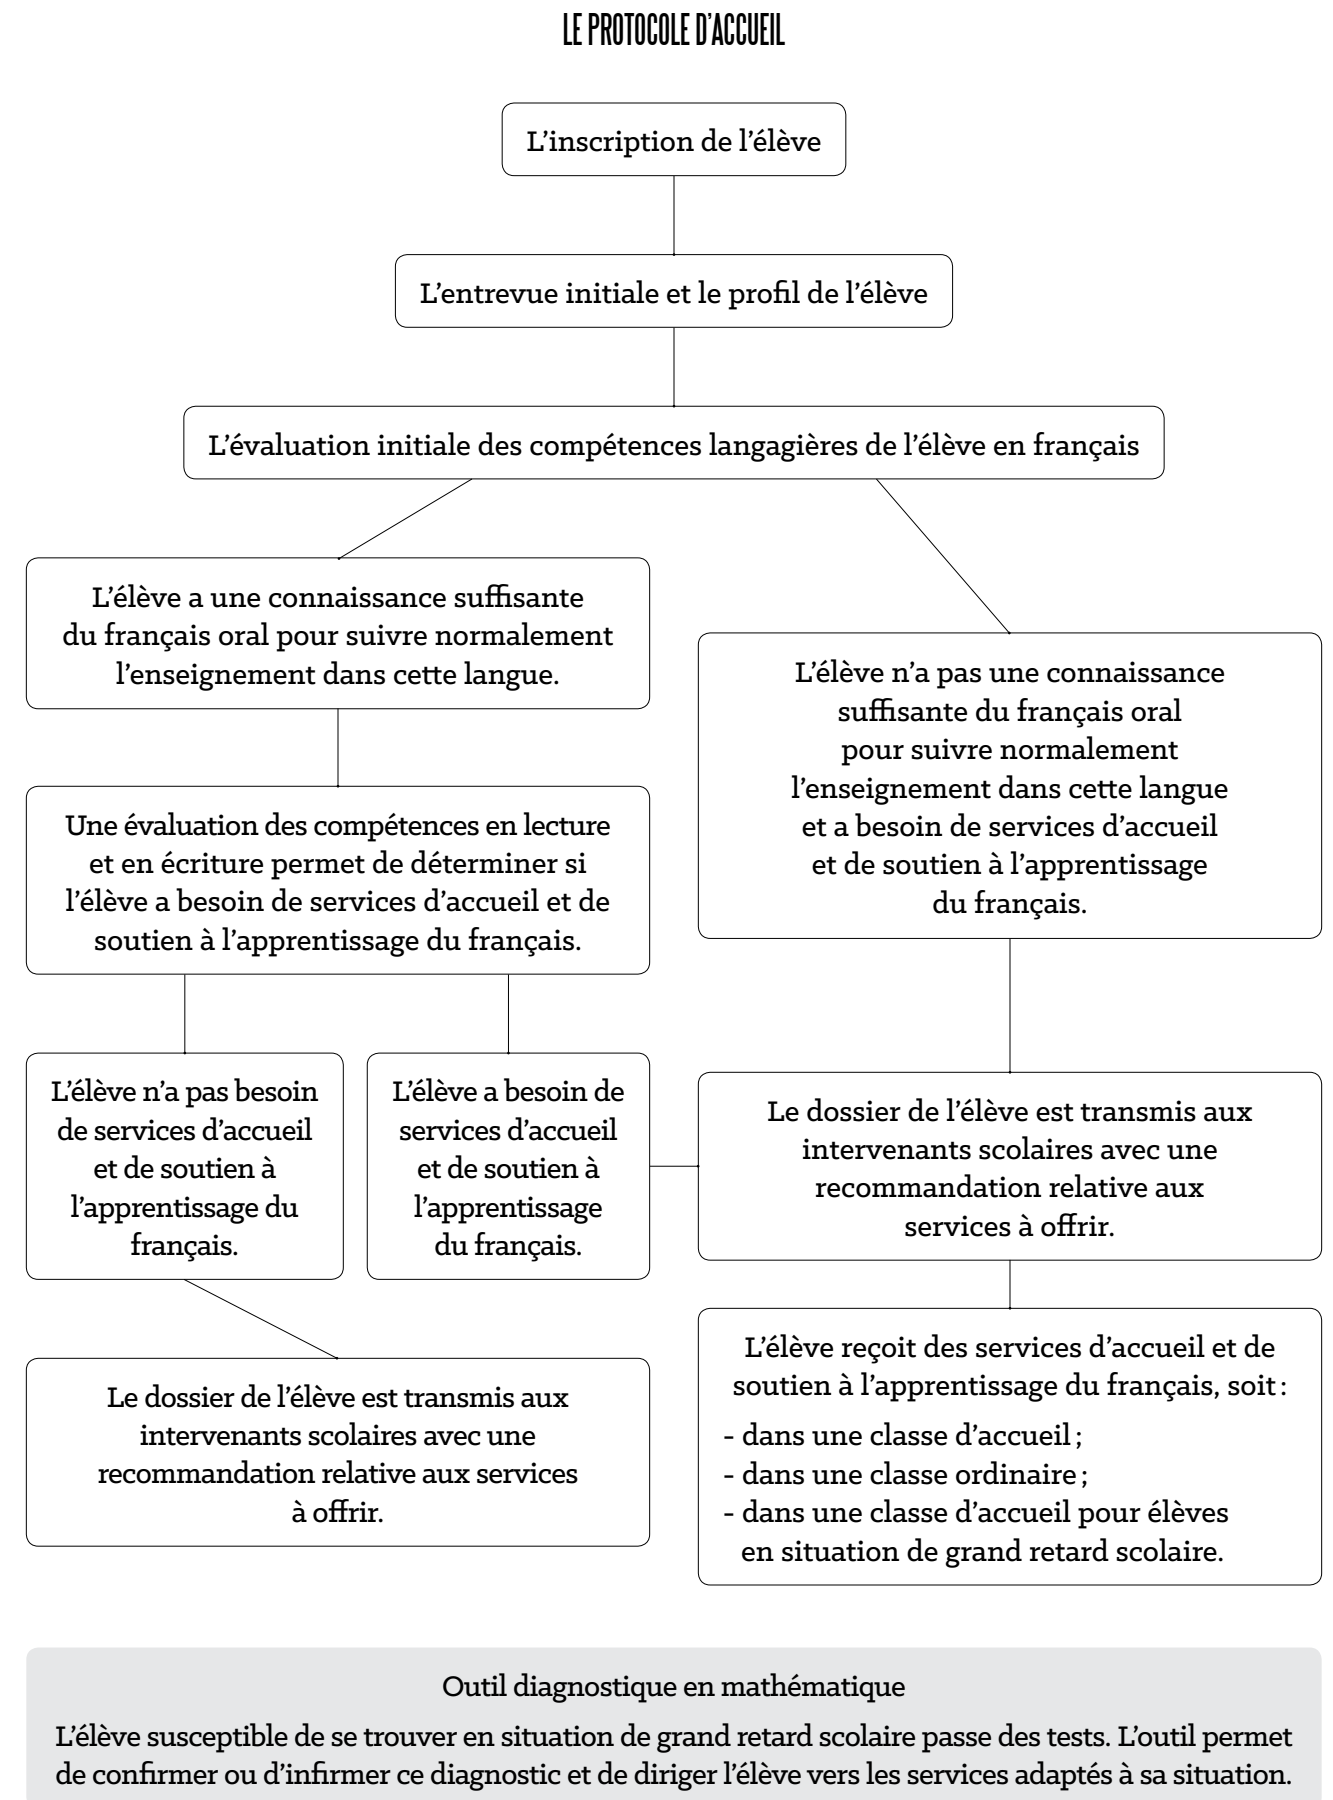 LE PROTOCOLE D’ACCUEIL
L’inscription de l’élève
L’entrevue initiale et le profil de l’élève
L’évaluation initiale des compétences langagières de l’élève en français
L’élève a une connaissance suffisante
du français oral pour suivre normalement
l’enseignement dans cette langue.
L’élève n’a pas une connaissance
suffisante du français oral
pour suivre normalement
l’enseignement dans cette langue
et a besoin de services d’accueil
et de soutien à l’apprentissage
du français.
Une évaluation des compétences en lecture
et en écriture permet de déterminer si
l’élève a besoin de services d’accueil et de
soutien à l’apprentissage du français.
L’élève n’a pas besoin
de services d’accueil
et de soutien à
l’apprentissage du
français.
L’élève a besoin de
services d’accueil
et de soutien à
l’apprentissage
du français.
Le dossier de l’élève est transmis aux
intervenants scolaires avec une
recommandation relative aux
services à offrir.
Le dossier de l’élève est transmis aux
intervenants scolaires avec une
recommandation relative aux services
à offrir.
L’élève reçoit des services d’accueil et de
soutien à l’apprentissage du français, soit :
- dans une classe d’accueil ;
- dans une classe ordinaire ;
- dans une classe d’accueil pour élèves
en situation de grand retard scolaire.
Outil diagnostique en mathématique
L’élève susceptible de se trouver en situation de grand retard scolaire passe des tests. L’outil permet
de confirmer ou d’infirmer ce diagnostic et de diriger l’élève vers les services adaptés à sa situation.